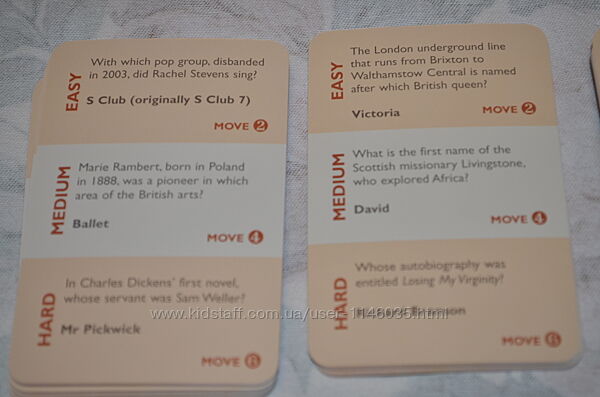 EASY
With which pop group, disbanded
in 2003, did Rachel Stevens sing?
S Club (originally S Club 7)
MOVE 2
MEDIUM
Marie Rambert, born in Poland
in 1888, was a pioneer in which
area of the British arts?
Ballet
MOVE 4
HARD
In Charles Dickens' first novel,
whose servant was Sam Weller?
Mr Pickwick
MOVE 6
EASY
The London underground line
that runs from Brixton to
Walthamstow Central is named
after which British queen?
Victoria
MOVE 2
MEDIUM
What is the first name of the
Scottish missionary Livingstone,
who explored Africa?
David
MOVE 4
HARD
Whose autobiography was
entitled Losing My Virginity?
MOVE 6
www.kidstaff.com.ua/user-1146035.html